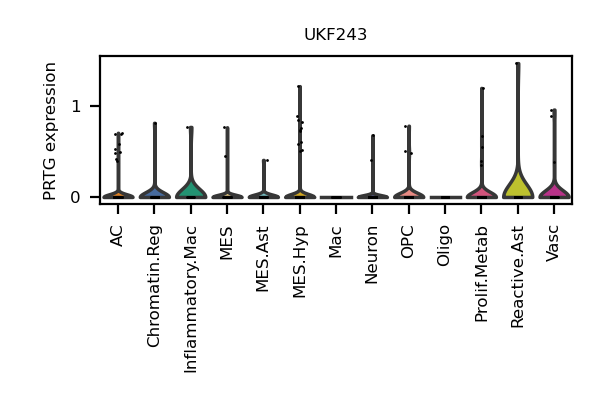 UKF243
PRTG expression
1
0
AC
Chromatin.Reg
Inflammatory.Mac
MES
MES.Ast
MES.Hyp
Mac
Neuron
OPC
Oligo
Prolif.Metab
Reactive.Ast
Vasc